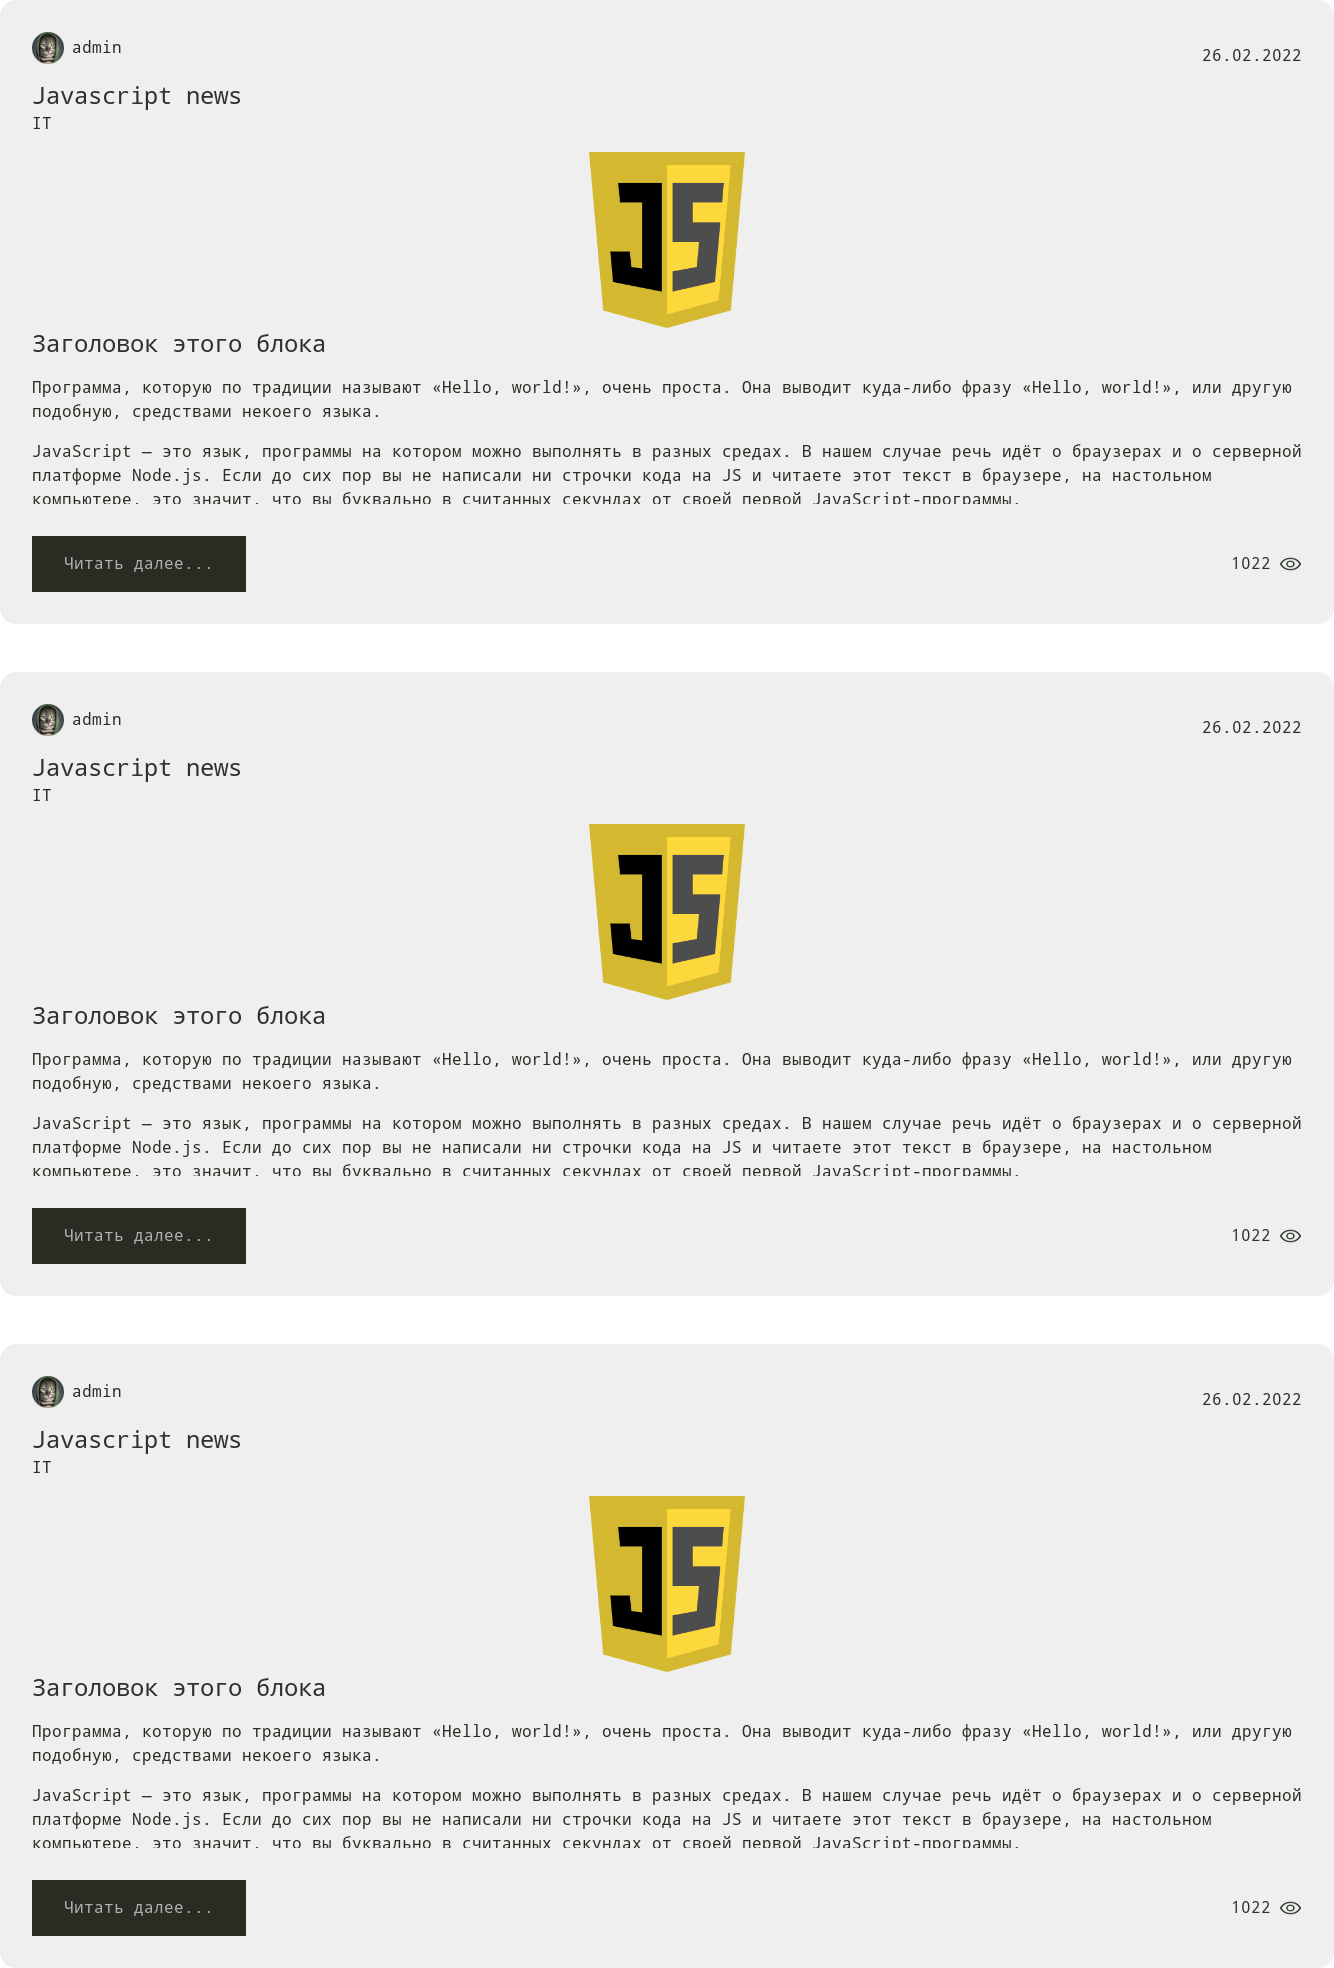 admin
26.02.2022
Javascript news
IT
JS
Заголовок этого блока
Программа, которую по традиции называют «Hello, world!», очень проста. Она выводит куда-либо фразу «Hello, world!», или другую
подобную, средствами некоего языка.
JavaScript — это язык, программы на котором можно выполнять в разных средах. В нашем случае речь идёт о браузерах и о серверной
платформе Node.js. Если до сих пор вы не написали ни строчки кода на JS и читаете этот текст в браузере, на настольном
компьютере, это значит, что вы буквально в считанных секундах от своей первой JavaScript-программы.
Читать далее...
1022
admin
26.02.2022
Javascript news
IT
JS
Заголовок этого блока
Программа, которую по традиции называют «Hello, world!», очень проста. Она выводит куда-либо фразу «Hello, world!», или другую
подобную, средствами некоего языка.
JavaScript — это язык, программы на котором можно выполнять в разных средах. В нашем случае речь идёт о браузерах и о серверной
платформе Node.js. Если до сих пор вы не написали ни строчки кода на JS и читаете этот текст в браузере, на настольном
компьютере, это значит, что вы буквально в считанных секундах от своей первой JavaScript-программы.
Читать далее...
1022
admin
26.02.2022
Javascript news
IT
JS
Заголовок этого блока
Программа, которую по традиции называют «Hello, world!», очень проста. Она выводит куда-либо фразу «Hello, world!», или другую
подобную, средствами некоего языка.
JavaScript — это язык, программы на котором можно выполнять в разных средах. В нашем случае речь идёт о браузерах и о серверной
платформе Node.js. Если до сих пор вы не написали ни строчки кода на JS и читаете этот текст в браузере, на настольном
компьютере, это значит, что вы буквально в считанных секундах от своей первой JavaScript-программы.
Читать далее...
1022